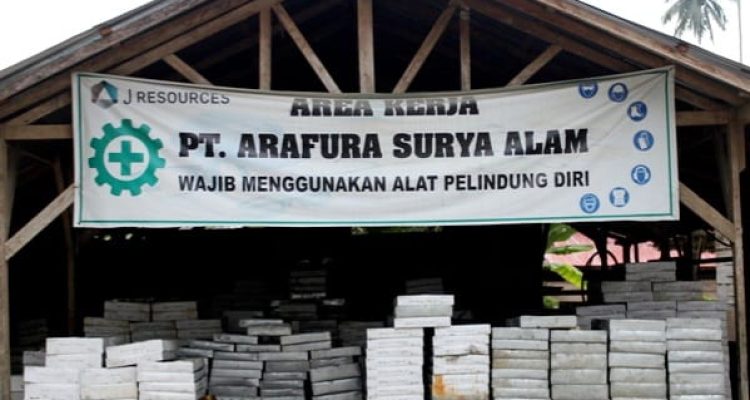 J RESOURCES
AREA KERJA
PT. ARAFURA SURYA ALAM
WAJIB MENGGUNAKAN ALAT PELINDUNG DIRI